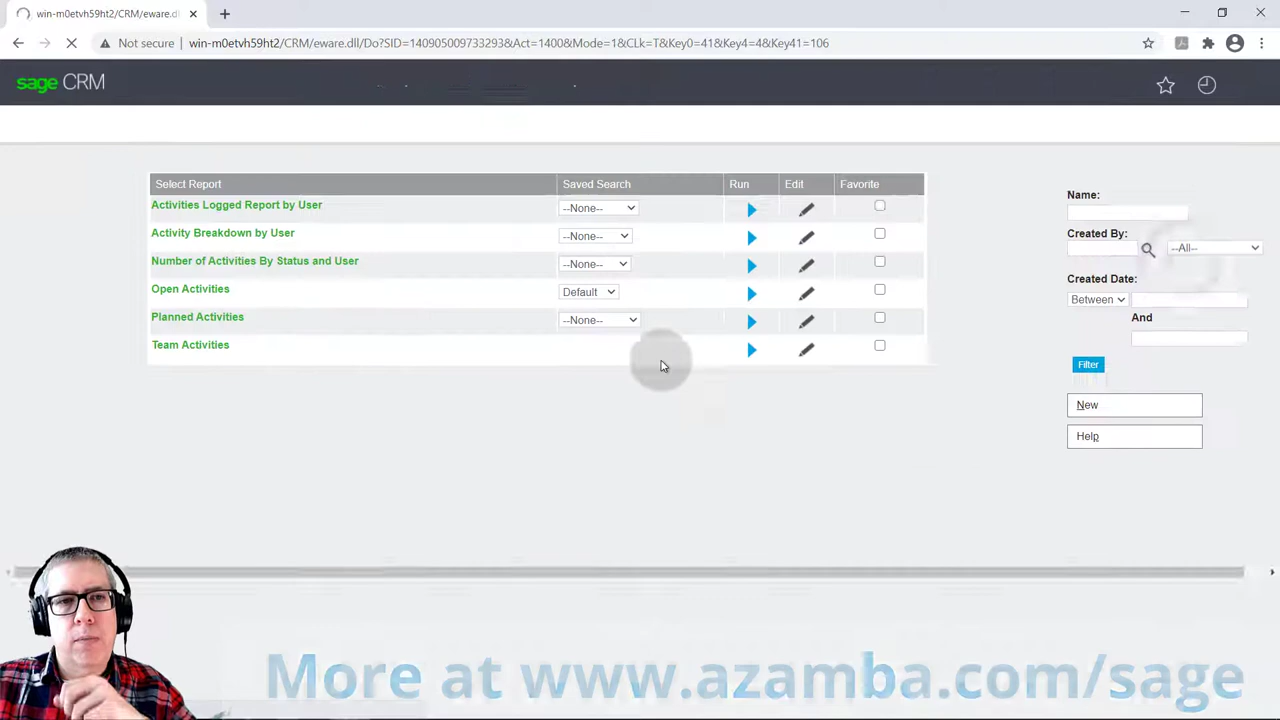 win-m0etvh59ht2/CRM/eware.dl
Not secure
win-m0etvh59ht2/CRM/eware.dll/Do?SID=140905009733293&Act=1400&Mode=1&CLk=T&Key0=41&Key4=4&Key41=106
sage CRM
Select Report Saved Search Run Edit Favorite
Activities Logged Report by User --None--
Activity Breakdown by User --None--
Number of Activities By Status and User --None--
Open Activities Default
Planned Activities --None--
Team Activities
Name:
Created By:
--All--
Created Date:
Between
And
Filter
New
Help
More at www.azamba.com/sage